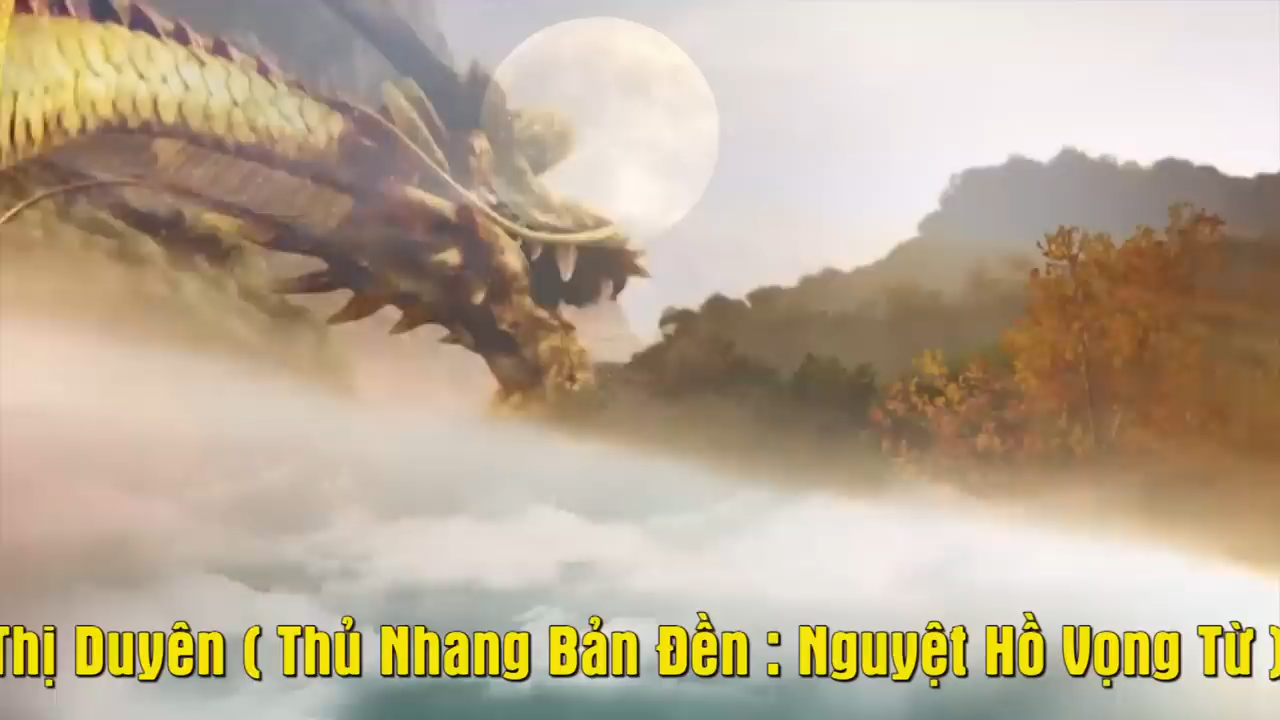 Thị Duyên ( Thủ Nhang Bản Đền : Nguyệt Hồ Vọng Từ )